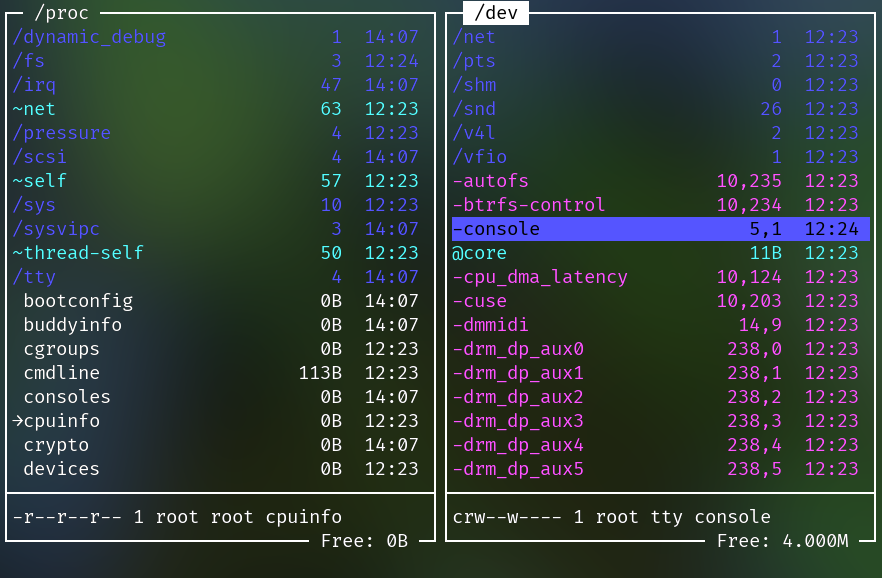 /proc
/dynamic_debug 1 14:07
/fs 3 12:24
/irq 47 14:07
~net 63 12:23
/pressure 4 12:23
/scsi 4 14:07
~self 57 12:23
/sys 10 12:23
/sysvipc 3 14:07
~thread-self 50 12:23
/tty 4 14:07
bootconfig 0B 14:07
buddyinfo 0B 14:07
cgroups 0B 12:23
cmdline 113B 12:23
consoles 0B 14:07
→cpuinfo 0B 12:23
crypto 0B 14:07
devices 0B 12:23
-r--r--r-- 1 root root cpuinfo
Free: 0B
/dev
/net 1 12:23
/pts 2 12:23
/shm 0 12:23
/snd 26 12:23
/v4l 2 12:23
/vfio 1 12:23
-autofs 10,235 12:23
-btrfs-control 10,234 12:23
-console 5,1 12:24
@core 11B 12:23
-cpu_dma_latency 10,124 12:23
-cuse 10,203 12:23
-dmmidi 14,9 12:23
-drm_dp_aux0 238,0 12:23
-drm_dp_aux1 238,1 12:23
-drm_dp_aux2 238,2 12:23
-drm_dp_aux3 238,3 12:23
-drm_dp_aux4 238,4 12:23
-drm_dp_aux5 238,5 12:23
crw--w---- 1 root tty console
Free: 4.000M